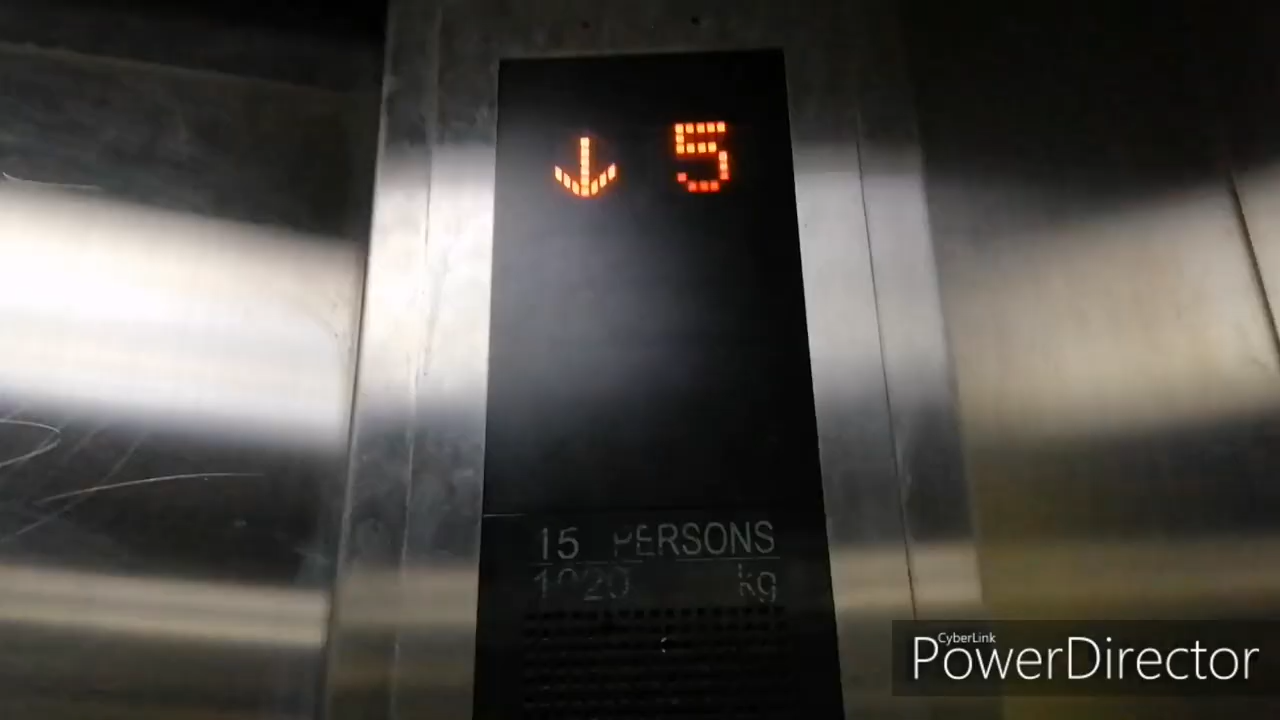 ↓ 5
15 PERSONS
1020 kg
CyberLink
PowerDirector